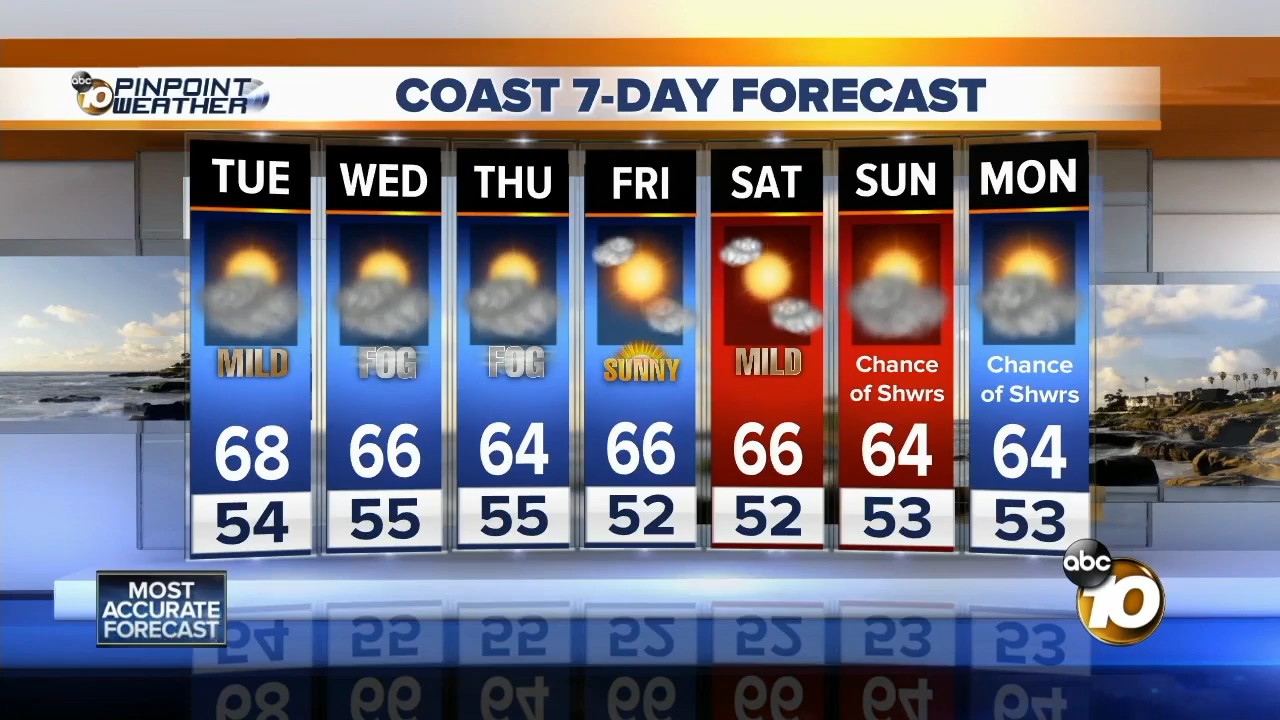 abc 10 PINPOINT WEATHER
COAST 7-DAY FORECAST
TUE WED THU FRI SAT SUN MON
MILD FOG FOG SUNNY MILD Chance of Shwrs Chance of Shwrs
68 66 64 66 66 64 64
54 55 55 52 52 53 53
MOST
ACCURATE
FORECAST
abc
10